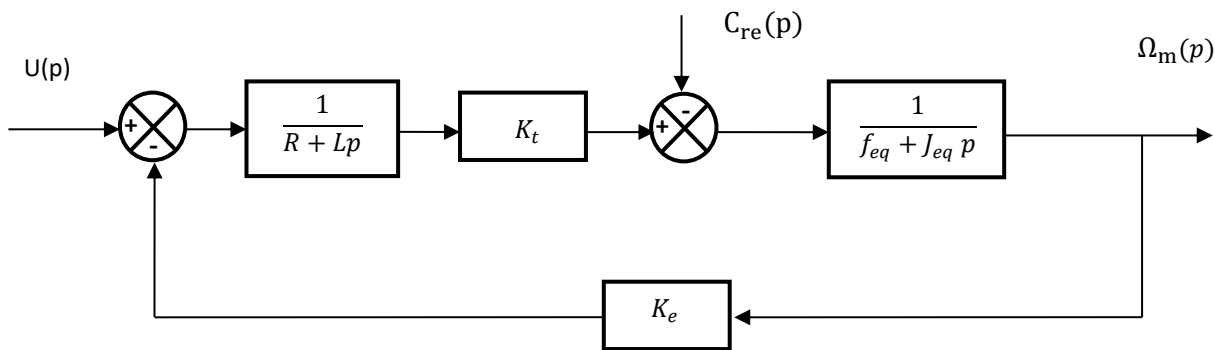 C_re(p)
Ω_m(p)
U(p)
+
-
1
R + Lp
K_t
+
-
1
f_eq + J_eq p
K_e